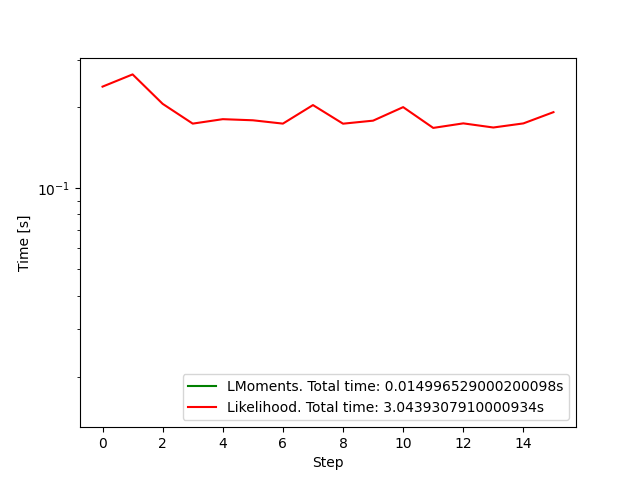 10⁻¹
Time [s]
LMoments. Total time: 0.014996529000200098s
Likelihood. Total time: 3.0439307910000934s
0 2 4 6 8 10 12 14
Step